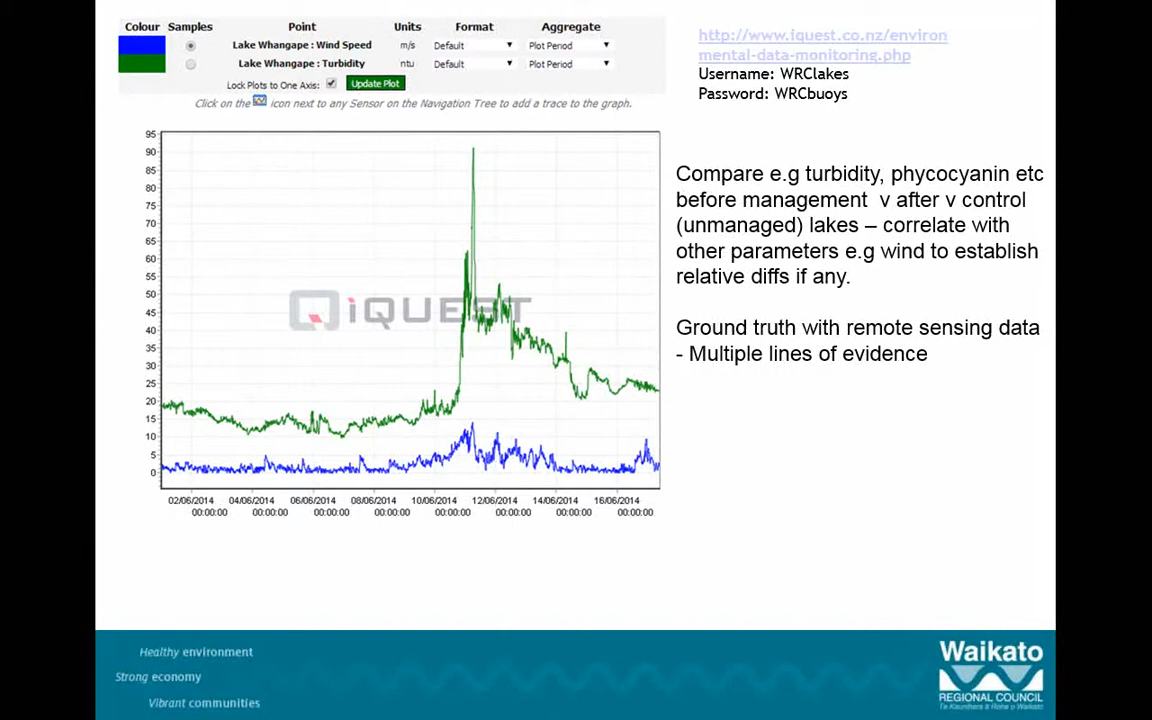 Colour Samples Point Units Format Aggregate
Lake Whangape : Wind Speed m/s Default Plot Period
Lake Whangape : Turbidity ntu Default Plot Period
Lock Plots to One Axis: Update Plot
Click on the icon next to any Sensor on the Navigation Tree to add a trace to the graph.
http://www.iquest.co.nz/environ
mental-data-monitoring.php
Username: WRClakes
Password: WRCbuoys
95
90
85
80
75
70
65
60
55
50
45
40
35
30
25
20
15
10
5
0
iQUEST
02/06/2014 04/06/2014 06/06/2014 08/06/2014 10/06/2014 12/06/2014 14/06/2014 16/06/2014
00:00:00 00:00:00 00:00:00 00:00:00 00:00:00 00:00:00 00:00:00 00:00:00
Compare e.g turbidity, phycocyanin etc
before management v after v control
(unmanaged) lakes – correlate with
other parameters e.g wind to establish
relative diffs if any.
Ground truth with remote sensing data
- Multiple lines of evidence
Healthy environment
Strong economy
Vibrant communities
Waikato
REGIONAL COUNCIL
Te Kaunihera ā Rohe o Waikato